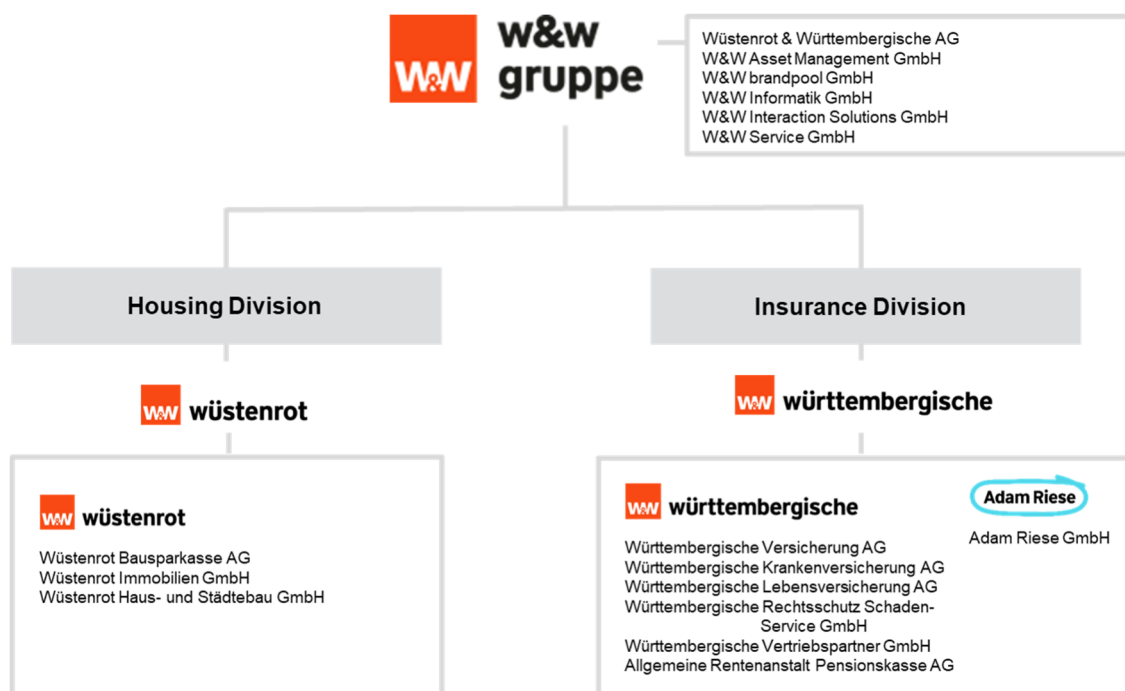 W&W
w&w
gruppe
Wüstenrot & Württembergische AG
W&W Asset Management GmbH
W&W brandpool GmbH
W&W Informatik GmbH
W&W Interaction Solutions GmbH
W&W Service GmbH
Housing Division
Insurance Division
W&W wüstenrot
W&W württembergische
W&W wüstenrot
Wüstenrot Bausparkasse AG
Wüstenrot Immobilien GmbH
Wüstenrot Haus- und Städtebau GmbH
W&W württembergische
Württembergische Versicherung AG
Württembergische Krankenversicherung AG
Württembergische Lebensversicherung AG
Württembergische Rechtsschutz Schaden-
Service GmbH
Württembergische Vertriebspartner GmbH
Allgemeine Rentenanstalt Pensionskasse AG
Adam Riese
Adam Riese GmbH